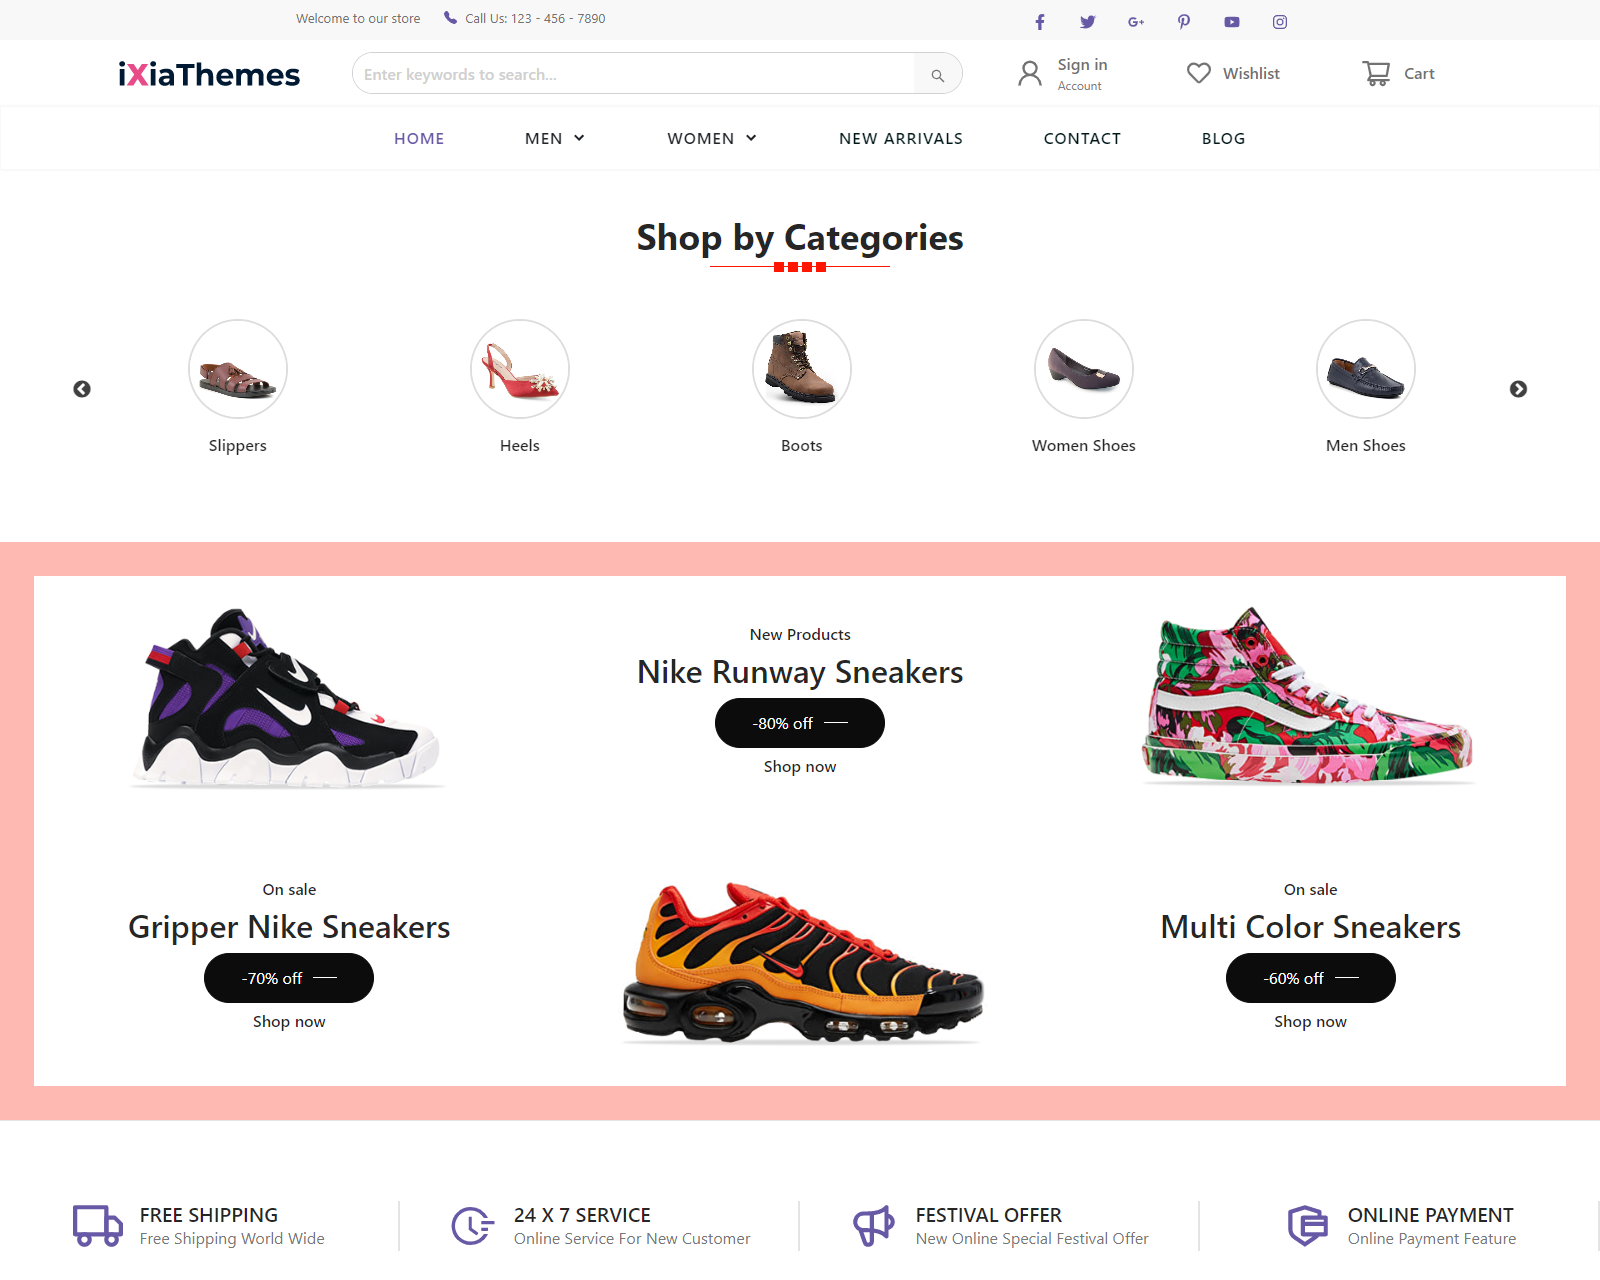 Welcome to our store
Call Us: 123 - 456 - 7890
iXiaThemes
Enter keywords to search...
Sign in
Account
Wishlist
Cart
HOME
MEN
WOMEN
NEW ARRIVALS
CONTACT
BLOG
Shop by Categories
Slippers
Heels
Boots
Women Shoes
Men Shoes
New Products
Nike Runway Sneakers
-80% off
Shop now
On sale
Gripper Nike Sneakers
-70% off
Shop now
On sale
Multi Color Sneakers
-60% off
Shop now
FREE SHIPPING
Free Shipping World Wide
24 X 7 SERVICE
Online Service For New Customer
FESTIVAL OFFER
New Online Special Festival Offer
ONLINE PAYMENT
Online Payment Feature